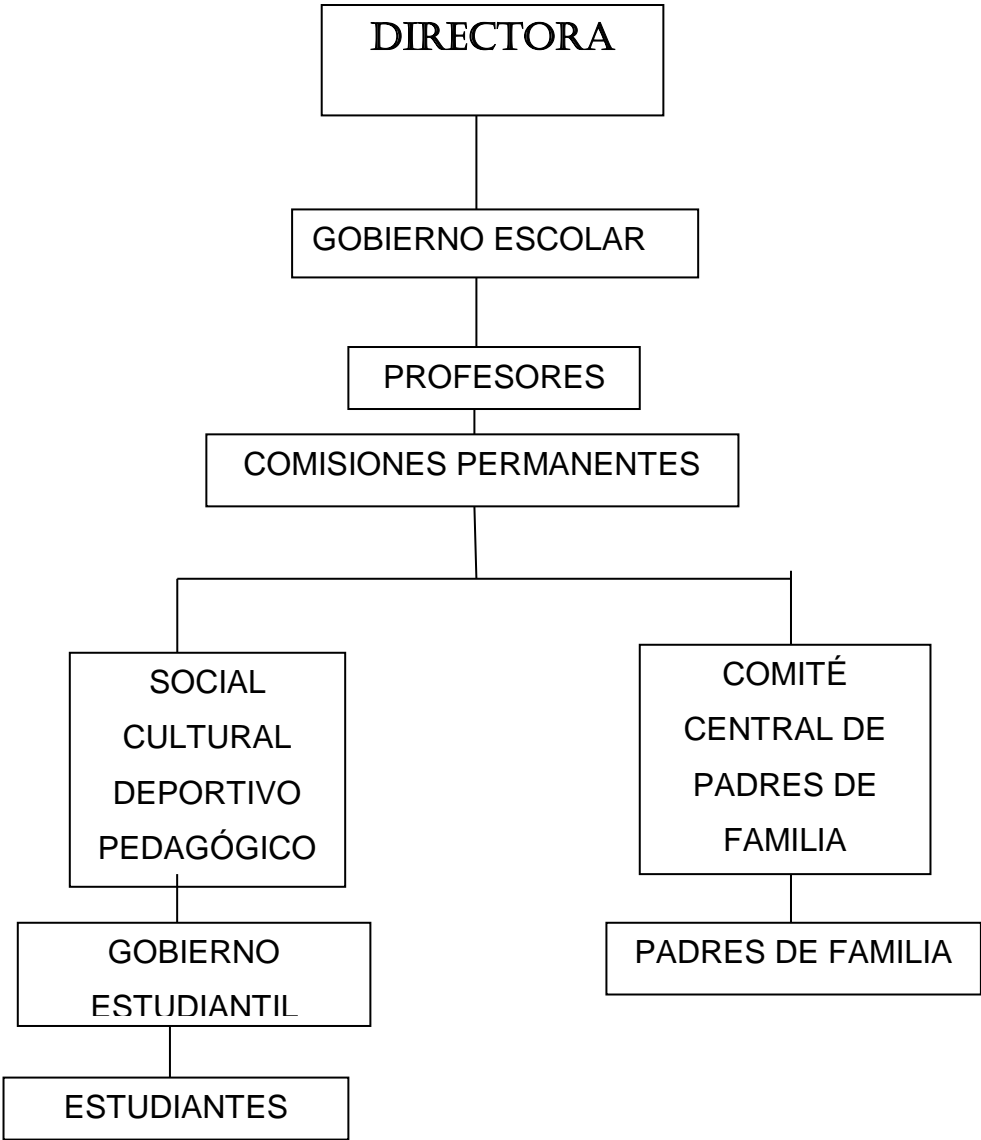 DIRECTORA
GOBIERNO ESCOLAR
PROFESORES
COMISIONES PERMANENTES
SOCIAL
CULTURAL
DEPORTIVO
PEDAGÓGICO
COMITÉ
CENTRAL DE
PADRES DE
FAMILIA
GOBIERNO
ESTUDIANTIL
PADRES DE FAMILIA
ESTUDIANTES